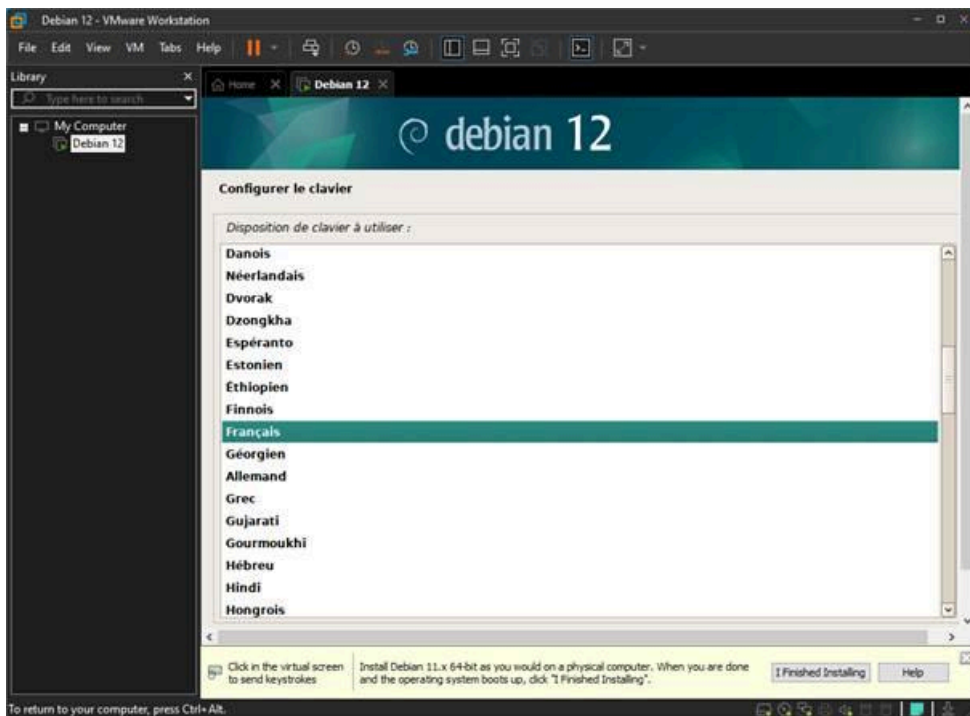 Debian 12 - VMware Workstation
File Edit View VM Tabs Help
Library
Type here to search
My Computer
Debian 12
Home
Debian 12
debian 12
Configurer le clavier
Disposition de clavier à utiliser :
Danois
Néerlandais
Dvorak
Dzongkha
Espéranto
Estonien
Éthiopien
Finnois
Français
Géorgien
Allemand
Grec
Gujarati
Gourmoukhi
Hébreu
Hindi
Hongrois
Click in the virtual screen
to send keystrokes
Install Debian 11.x 64-bit as you would on a physical computer. When you are done
and the operating system boots up, click "I Finished Installing".
I Finished Installing
Help
To return to your computer, press Ctrl+Alt.